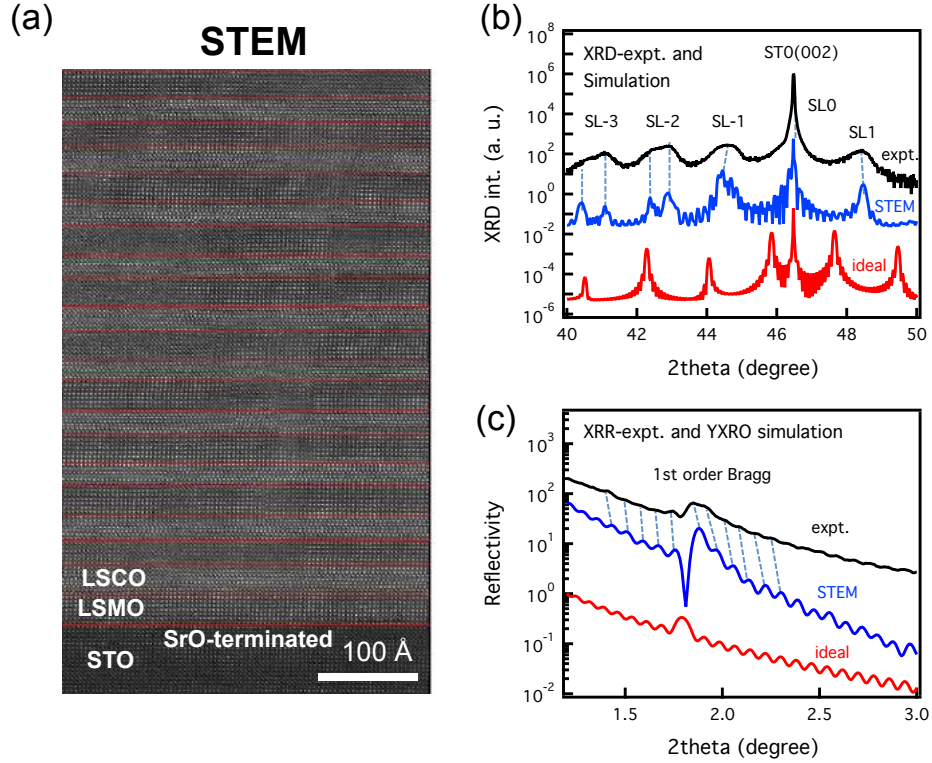 (a)
STEM
LSCO
LSMO
SrO-terminated
STO
100 Å
(b)
XRD-expt. and
Simulation
ST0(002)
SL-3
SL-2
SL-1
SL0
SL1
expt.
STEM
ideal
XRD int. (a. u.)
10^8
10^6
10^4
10^2
10^0
10^-2
10^-4
10^-6
40
42
44
46
48
50
2theta (degree)
(c)
XRR-expt. and YXRO simulation
1st order Bragg
expt.
STEM
ideal
Reflectivity
10^3
10^2
10^1
10^0
10^-1
10^-2
1.5
2.0
2.5
3.0
2theta (degree)